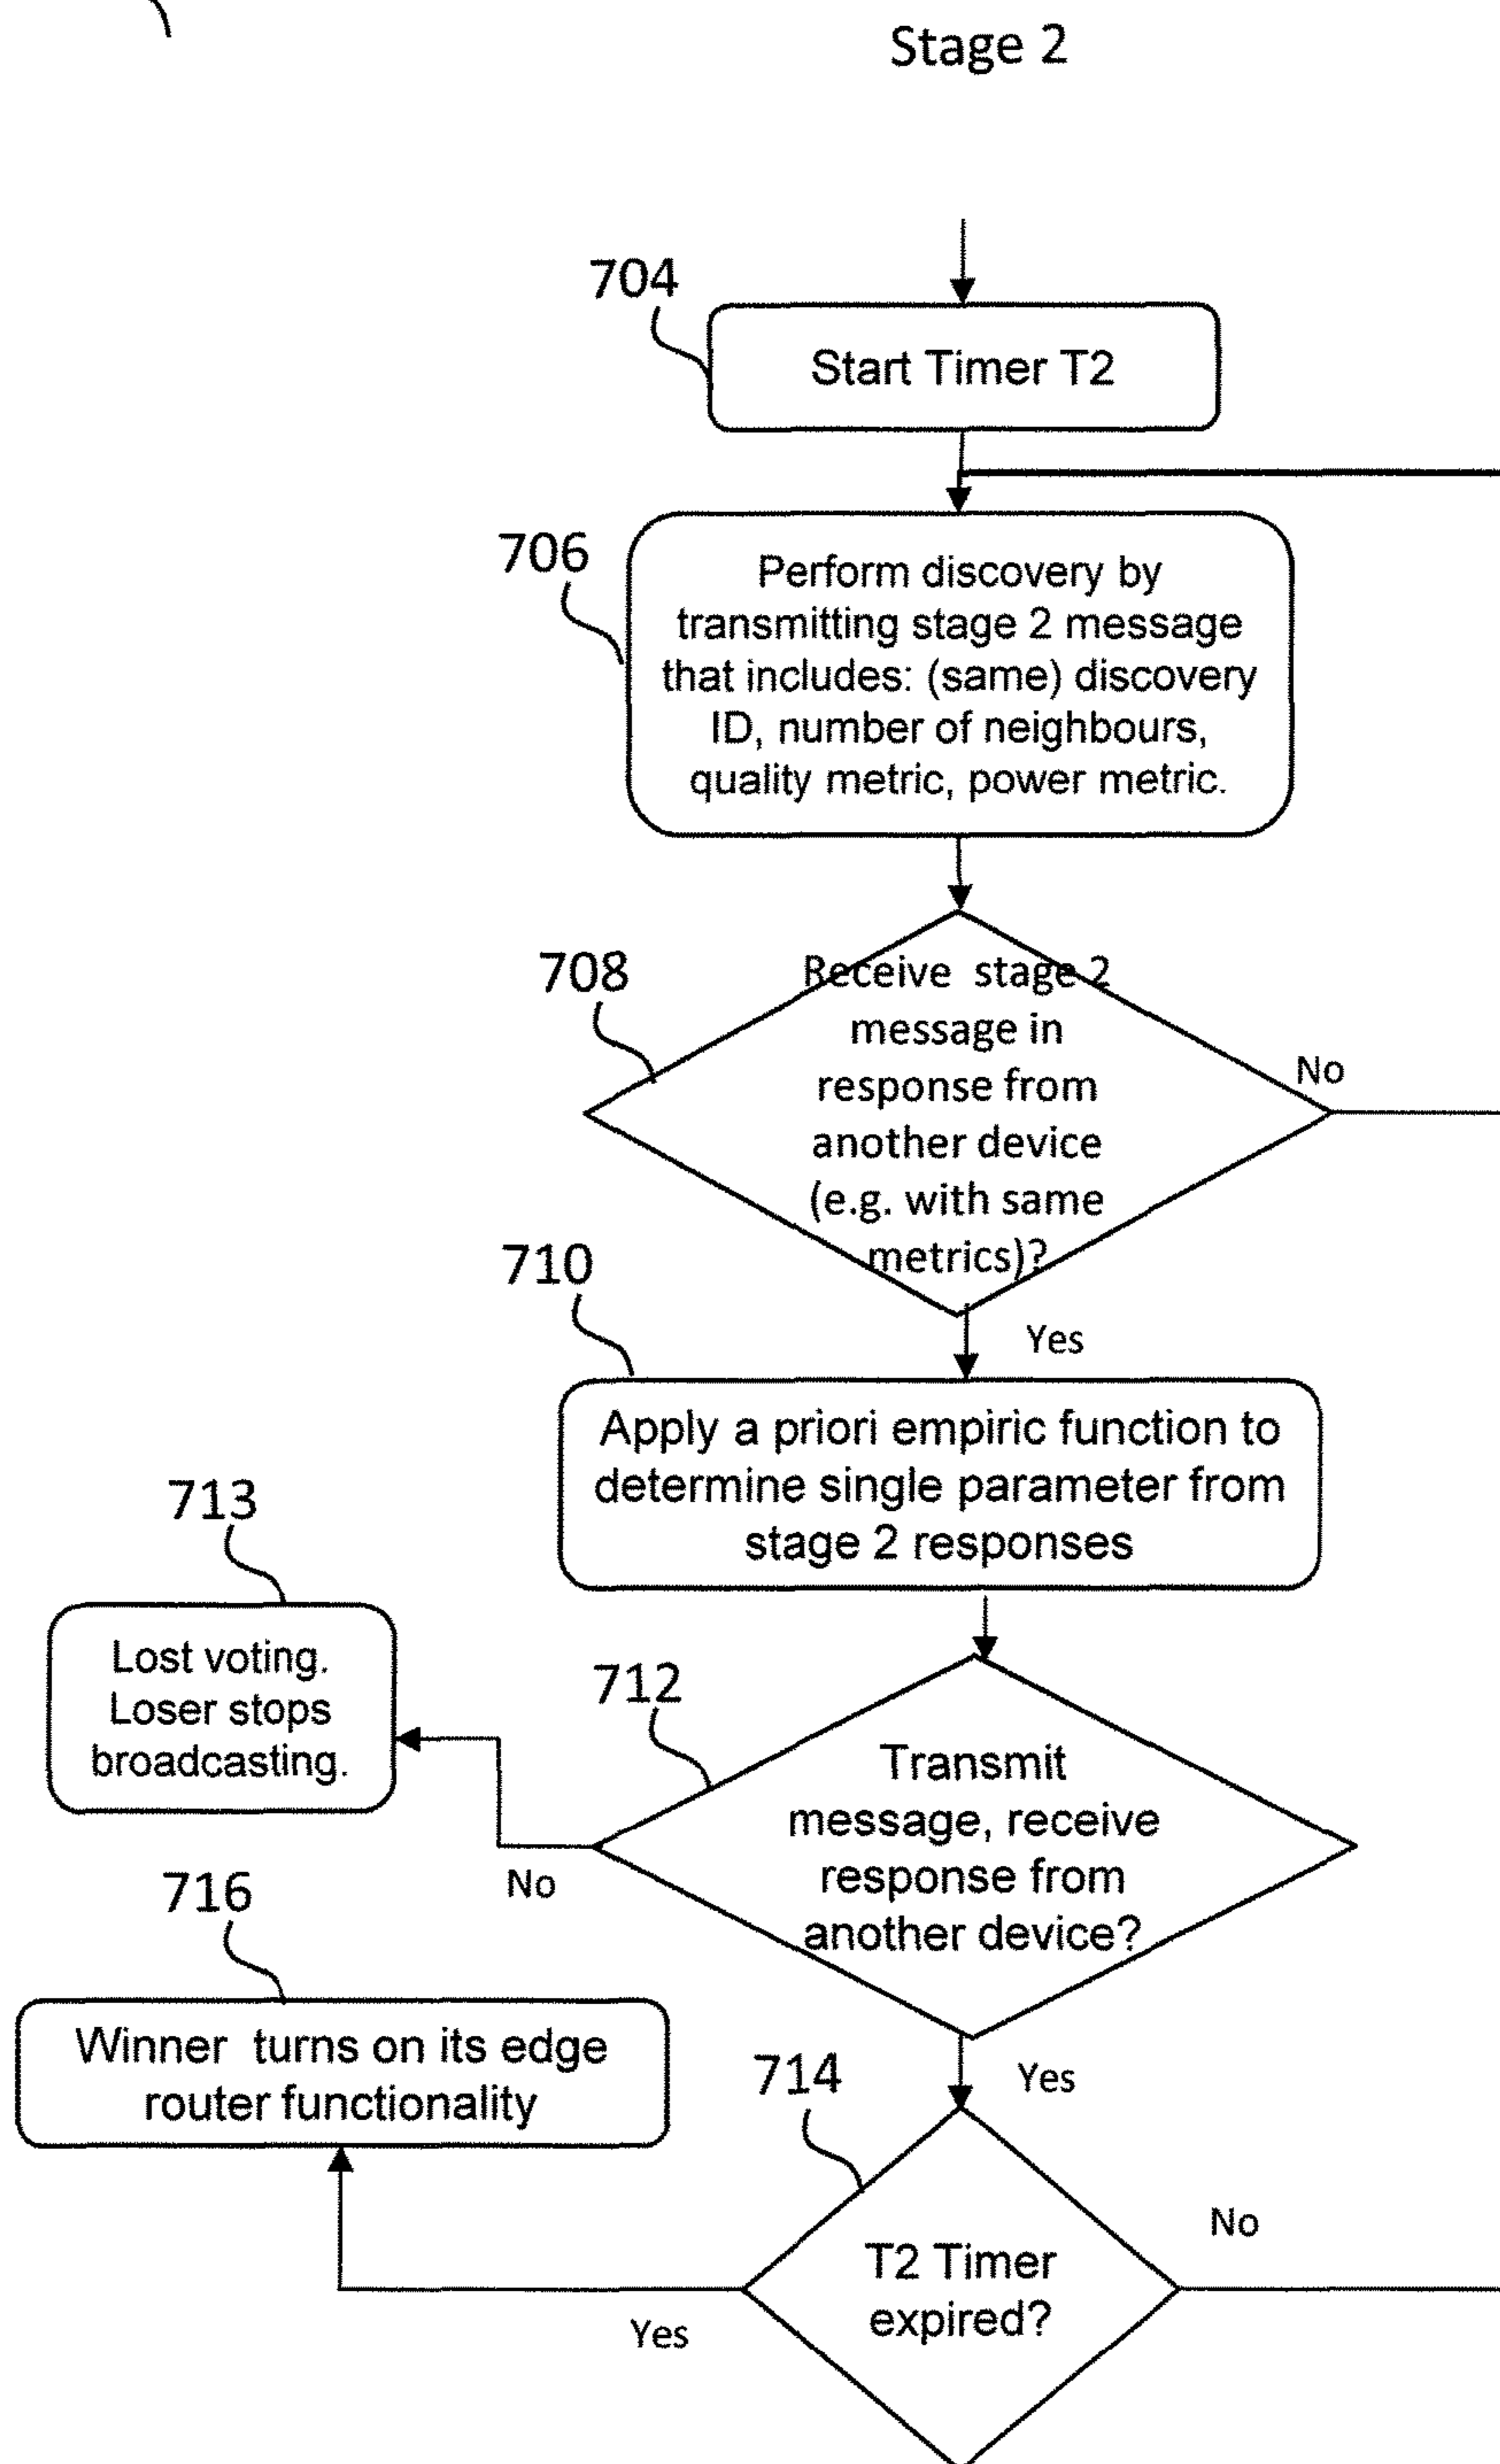 Stage 2
704
Start Timer T2
706
Perform discovery by
transmitting stage 2 message
that includes: (same) discovery
ID, number of neighbours,
quality metric, power metric.
708
Receive stage 2
message in
response from
another device
(e.g. with same
metrics)?
No
710
Yes
Apply a priori empiric function to
determine single parameter from
stage 2 responses
713
Lost voting.
Loser stops
broadcasting.
712
Transmit
message, receive
response from
another device?
No
716
Winner turns on its edge
router functionality
714
Yes
T2 Timer
expired?
No
Yes